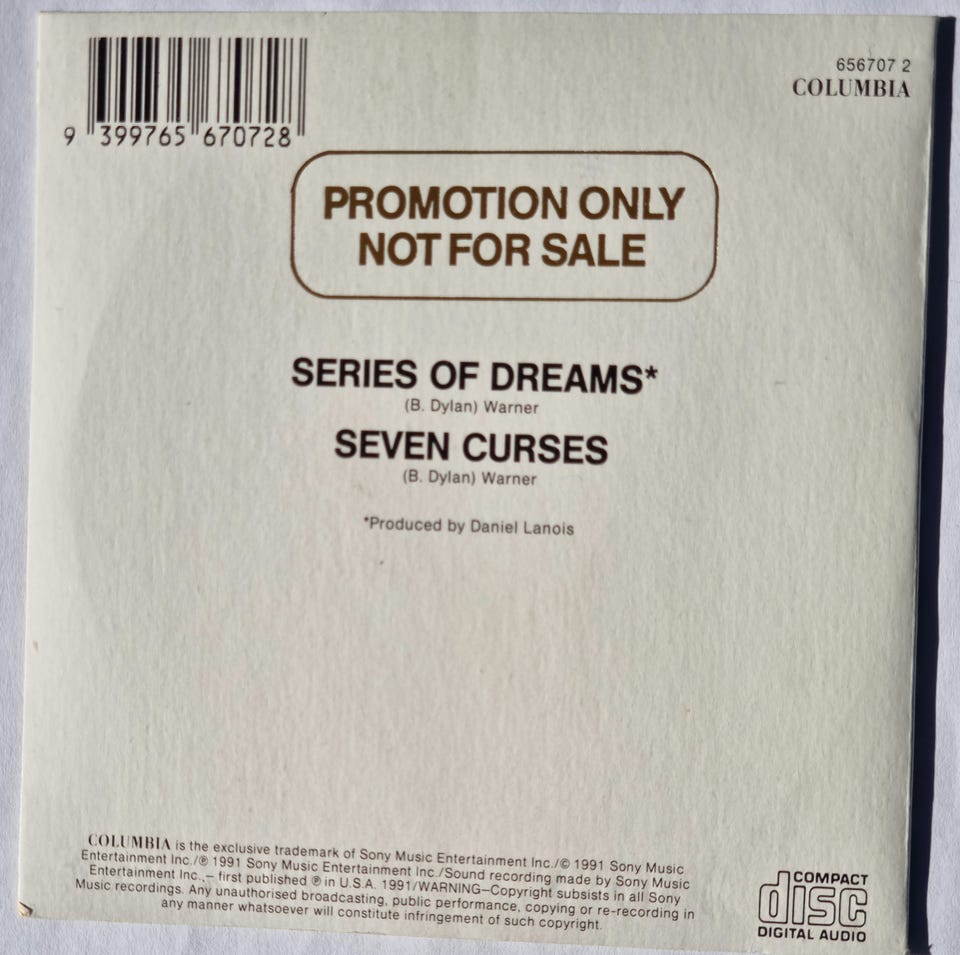 9 399765 670728
656707 2
COLUMBIA
PROMOTION ONLY
NOT FOR SALE
SERIES OF DREAMS*
(B. Dylan) Warner
SEVEN CURSES
(B. Dylan) Warner
*Produced by Daniel Lanois
COLUMBIA is the exclusive trademark of Sony Music Entertainment Inc./© 1991 Sony Music
Entertainment Inc./℗ 1991 Sony Music Entertainment Inc./Sound recording made by Sony Music
Entertainment Inc.,– first published ℗ in U.S.A. 1991/WARNING–Copyright subsists in all Sony
Music recordings. Any unauthorised broadcasting, public performance, copying or re-recording in
any manner whatsoever will constitute infringement of such copyright.
COMPACT
disc
DIGITAL AUDIO